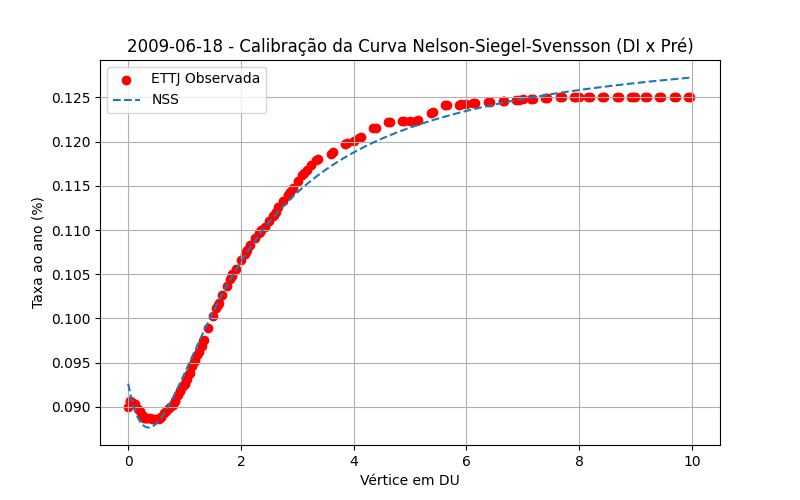 2009-06-18 - Calibração da Curva Nelson-Siegel-Svensson (DI x Pré)
ETTJ Observada
NSS
0.125
0.120
0.115
0.110
0.105
0.100
0.095
0.090
Taxa ao ano (%)
0 2 4 6 8 10
Vértice em DU